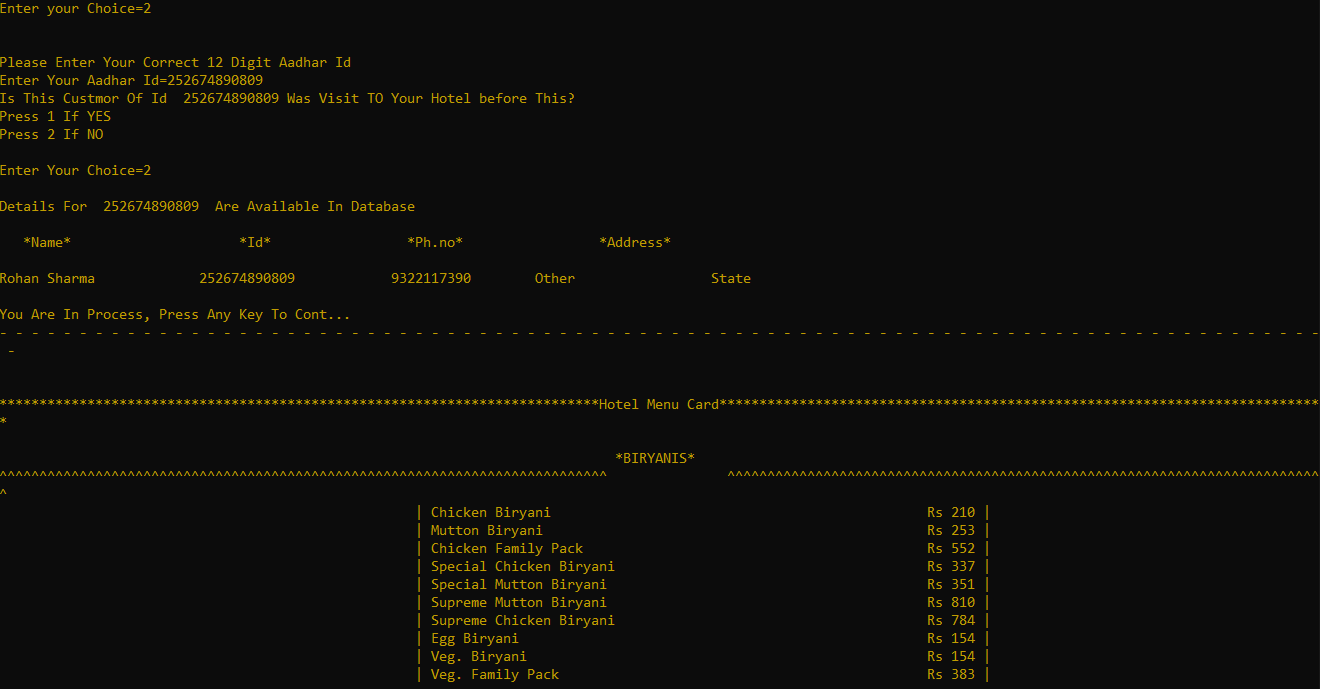 Enter your Choice=2
Please Enter Your Correct 12 Digit Aadhar Id
Enter Your Aadhar Id=252674890809
Is This Custmor Of Id  252674890809 Was Visit TO Your Hotel before This?
Press 1 If YES
Press 2 If NO
Enter Your Choice=2
Details For  252674890809  Are Available In Database
*Name* *Id* *Ph.no* *Address*
Rohan Sharma 252674890809 9322117390 Other State
You Are In Process, Press Any Key To Cont...
- - - - - - - - - - - - - - - - - - - - - - - - - - - - - - - - - - - - - - - - - - - - - - - - - - - - - - - - - - - - - - - - - - - - - - - - - - - - - - - - - - -
-
***************************************************************************Hotel Menu Card***************************************************************************
*
*BIRYANIS*
^^^^^^^^^^^^^^^^^^^^^^^^^^^^^^^^^^^^^^^^^^^^^^^^^^^^^^^^^^^^^^^^^^^^^^^^^^^^ ^^^^^^^^^^^^^^^^^^^^^^^^^^^^^^^^^^^^^^^^^^^^^^^^^^^^^^^^^^^^^^^^^^^^^^^^^^
^
| Chicken Biryani Rs 210 |
| Mutton Biryani Rs 253 |
| Chicken Family Pack Rs 552 |
| Special Chicken Biryani Rs 337 |
| Special Mutton Biryani Rs 351 |
| Supreme Mutton Biryani Rs 810 |
| Supreme Chicken Biryani Rs 784 |
| Egg Biryani Rs 154 |
| Veg. Biryani Rs 154 |
| Veg. Family Pack Rs 383 |